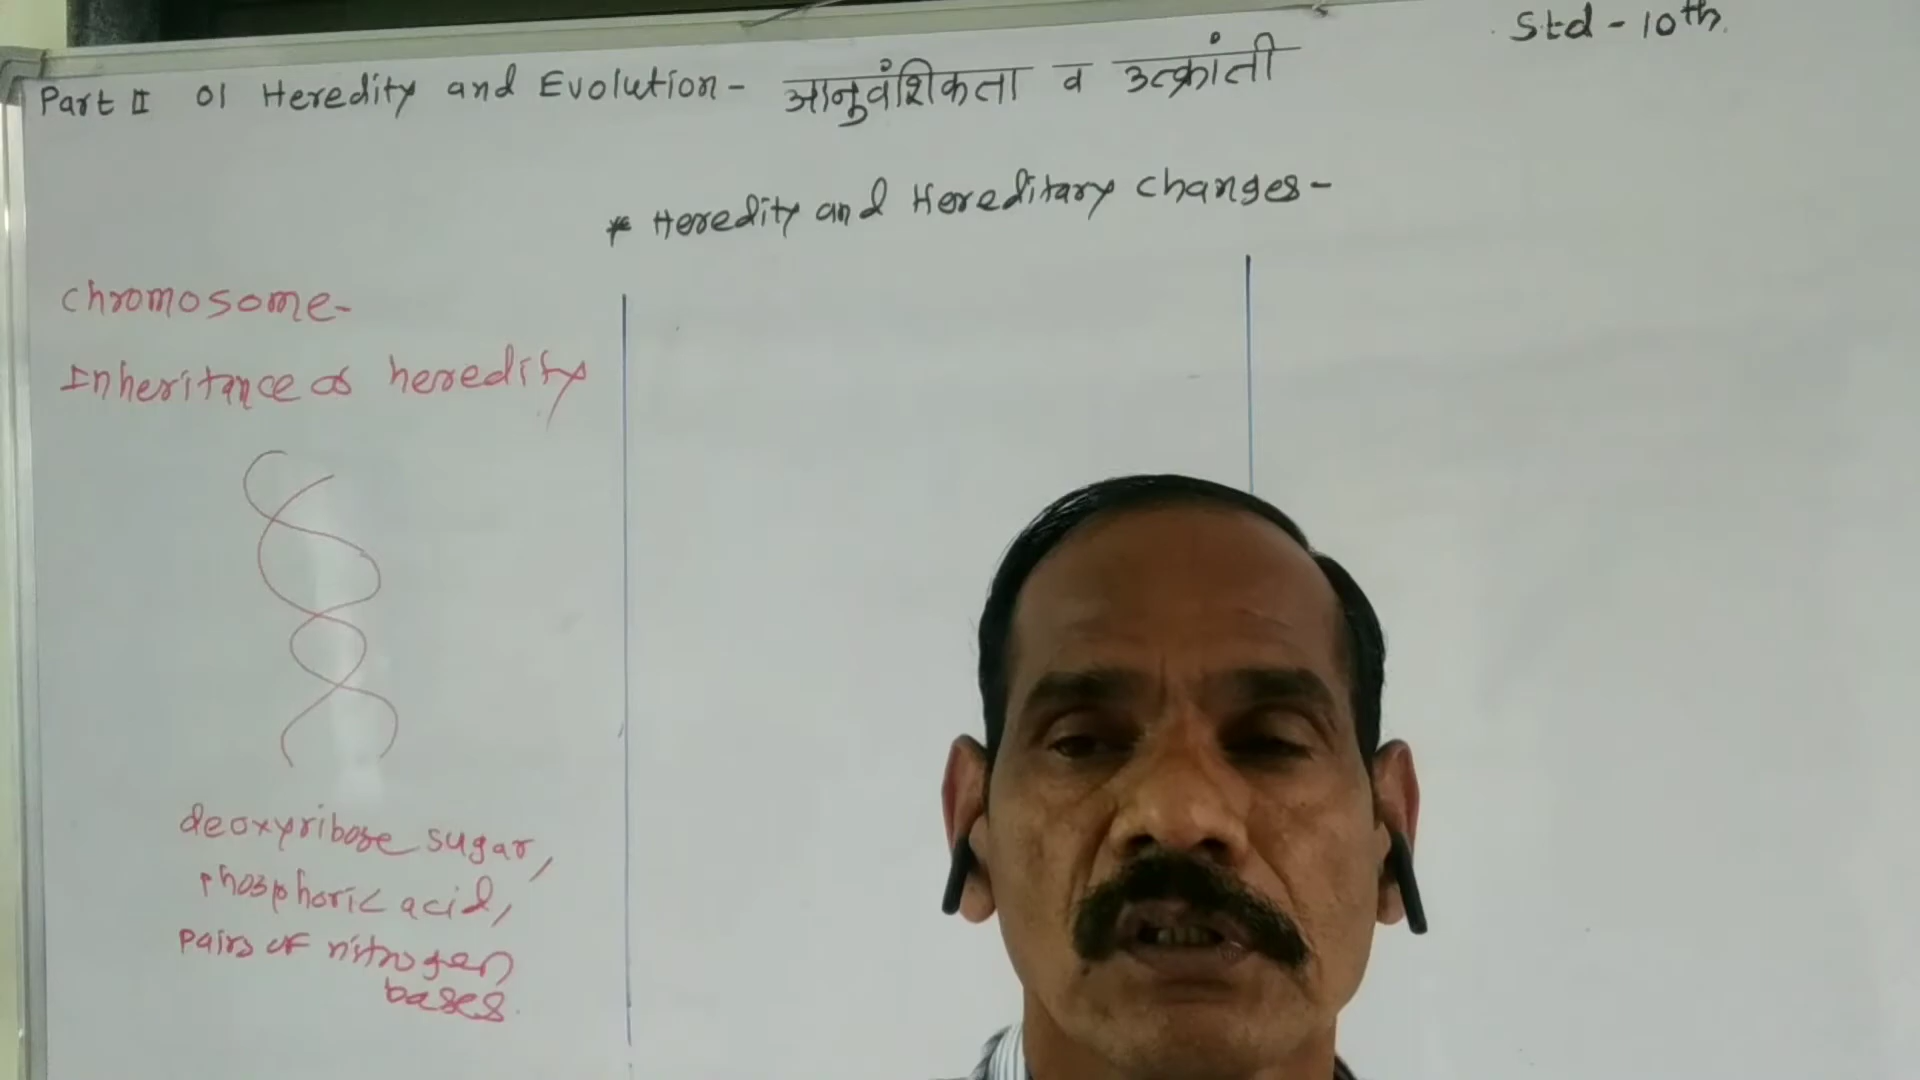 Std - 10th.
Part II 01 Heredity and Evolution - आनुवंशिकता व उत्क्रांती
* Heredity and Hereditary changes -
chromosome-
Inheritance of heredity
deoxyribose sugar,
phosphoric acid,
pairs of nitrogen
bases.